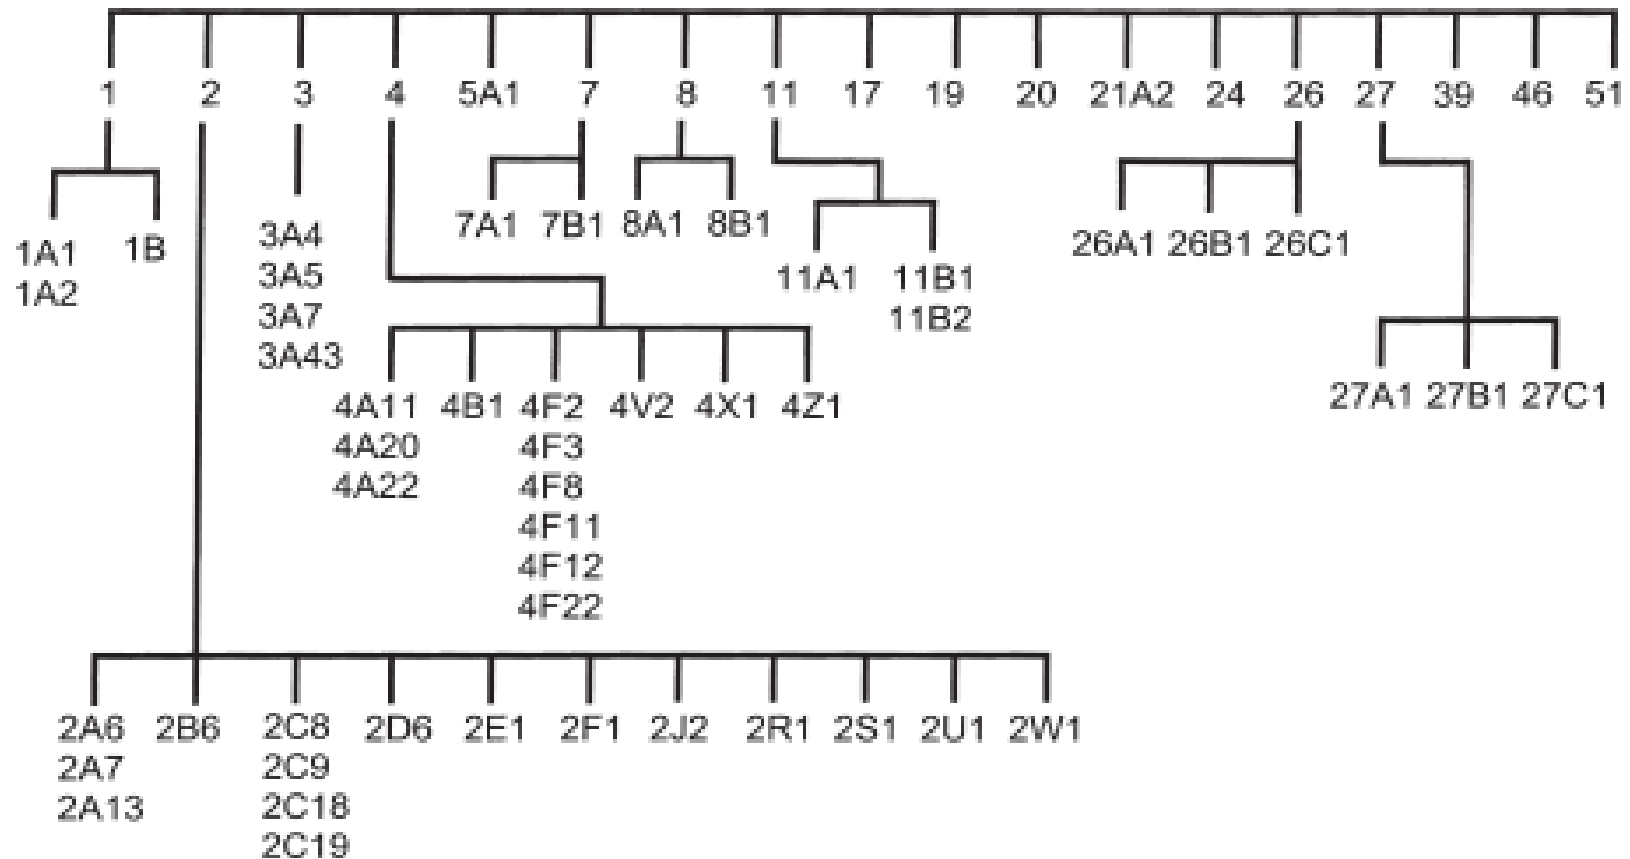 1 2 3 4 5A1 7 8 11 17 19 20 21A2 24 26 27 39 46 51
1A1 1B
1A2
3A4
3A5
3A7
3A43
7A1 7B1 8A1 8B1
11A1 11B1
11B2
26A1 26B1 26C1
27A1 27B1 27C1
4A11 4B1 4F2 4V2 4X1 4Z1
4A20 4F3
4A22 4F8
4F11
4F12
4F22
2A6 2B6 2C8 2D6 2E1 2F1 2J2 2R1 2S1 2U1 2W1
2A7 2C9
2A13 2C18
2C19